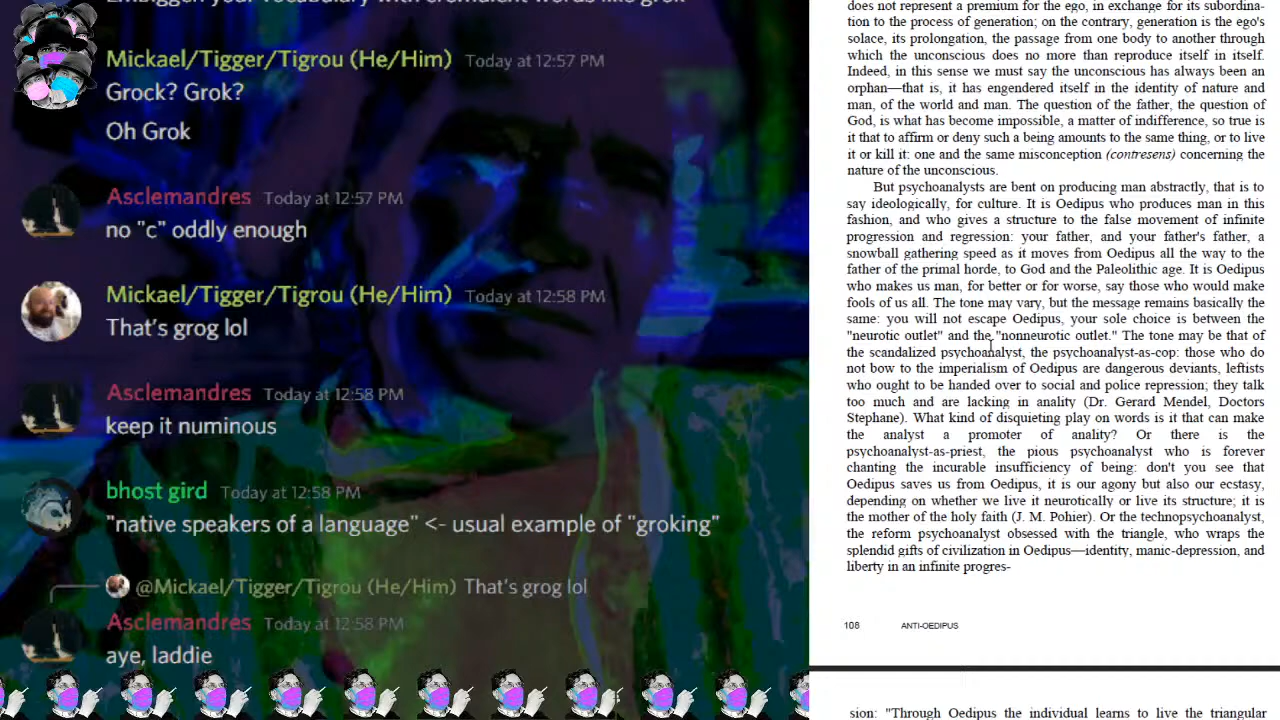 Embiggen your vocabulary with cromulent words like grok
Mickael/Tigger/Tigrou (He/Him) Today at 12:57 PM
Grock? Grok?
Oh Grok
Asclemandres Today at 12:57 PM
no "c" oddly enough
Mickael/Tigger/Tigrou (He/Him) Today at 12:58 PM
That's grog lol
Asclemandres Today at 12:58 PM
keep it numinous
bhost gird Today at 12:58 PM
"native speakers of a language" <- usual example of "groking"
@Mickael/Tigger/Tigrou (He/Him) That's grog lol
Asclemandres Today at 12:58 PM
aye, laddie
does not represent a premium for the ego, in exchange for its subordina-
tion to the process of generation; on the contrary, generation is the ego's
solace, its prolongation, the passage from one body to another through
which the unconscious does no more than reproduce itself in itself.
Indeed, in this sense we must say the unconscious has always been an
orphan—that is, it has engendered itself in the identity of nature and
man, of the world and man. The question of the father, the question of
God, is what has become impossible, a matter of indifference, so true is
it that to affirm or deny such a being amounts to the same thing, or to live
it or kill it: one and the same misconception (contresens) concerning the
nature of the unconscious.
But psychoanalysts are bent on producing man abstractly, that is to
say ideologically, for culture. It is Oedipus who produces man in this
fashion, and who gives a structure to the false movement of infinite
progression and regression: your father, and your father's father, a
snowball gathering speed as it moves from Oedipus all the way to the
father of the primal horde, to God and the Paleolithic age. It is Oedipus
who makes us man, for better or for worse, say those who would make
fools of us all. The tone may vary, but the message remains basically the
same: you will not escape Oedipus, your sole choice is between the
"neurotic outlet" and the "nonneurotic outlet." The tone may be that of
the scandalized psychoanalyst, the psychoanalyst-as-cop: those who do
not bow to the imperialism of Oedipus are dangerous deviants, leftists
who ought to be handed over to social and police repression; they talk
too much and are lacking in anality (Dr. Gerard Mendel, Doctors
Stephane). What kind of disquieting play on words is it that can make
the analyst a promoter of anality? Or there is the
psychoanalyst-as-priest, the pious psychoanalyst who is forever
chanting the incurable insufficiency of being: don't you see that
Oedipus saves us from Oedipus, it is our agony but also our ecstasy,
depending on whether we live it neurotically or live its structure; it is
the mother of the holy faith (J. M. Pohier). Or the technopsychoanalyst,
the reform psychoanalyst obsessed with the triangle, who wraps the
splendid gifts of civilization in Oedipus—identity, manic-depression, and
liberty in an infinite progres-
108 ANTI-OEDIPUS
sion: "Through Oedipus the individual learns to live the triangular